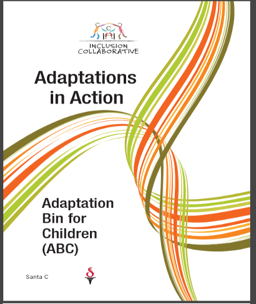 INCLUSION
COLLABORATIVE
Adaptations
in Action
Adaptation
Bin for
Children
(ABC)
Santa C